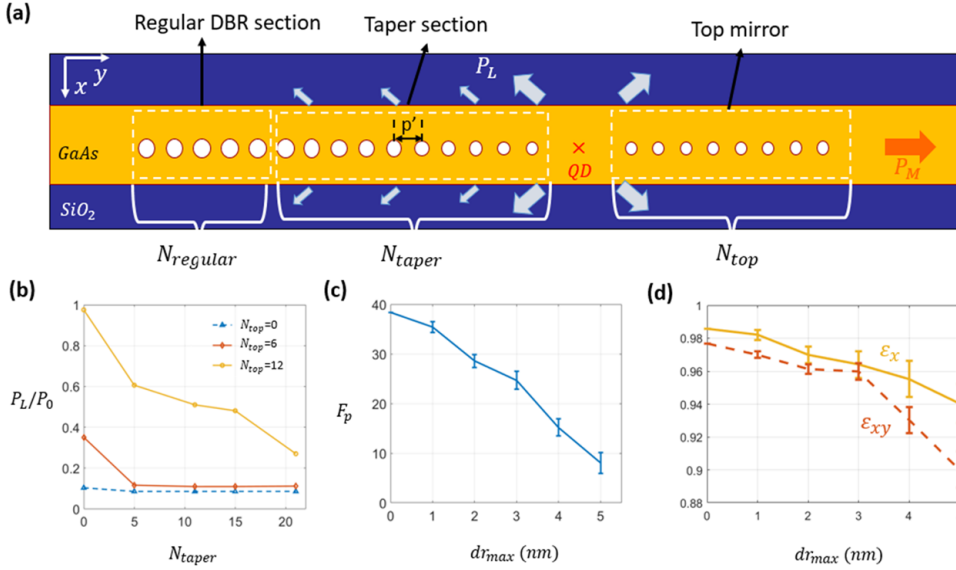 (a)
Regular DBR section
Taper section
Top mirror
y
x
P_L
p'
GaAs
QD
P_M
SiO₂
N_regular
N_taper
N_top
(b)
1
0.8
0.6
0.4
0.2
0
P_L/P_0
N_top=0
N_top=6
N_top=12
0 5 10 15 20
N_taper
(c)
40
30
20
10
0
F_p
0 1 2 3 4 5
dr_max (nm)
(d)
1
0.98
0.96
0.94
0.92
0.9
0.88
ε_x
ε_xy
0 1 2 3 4
dr_max (nm)